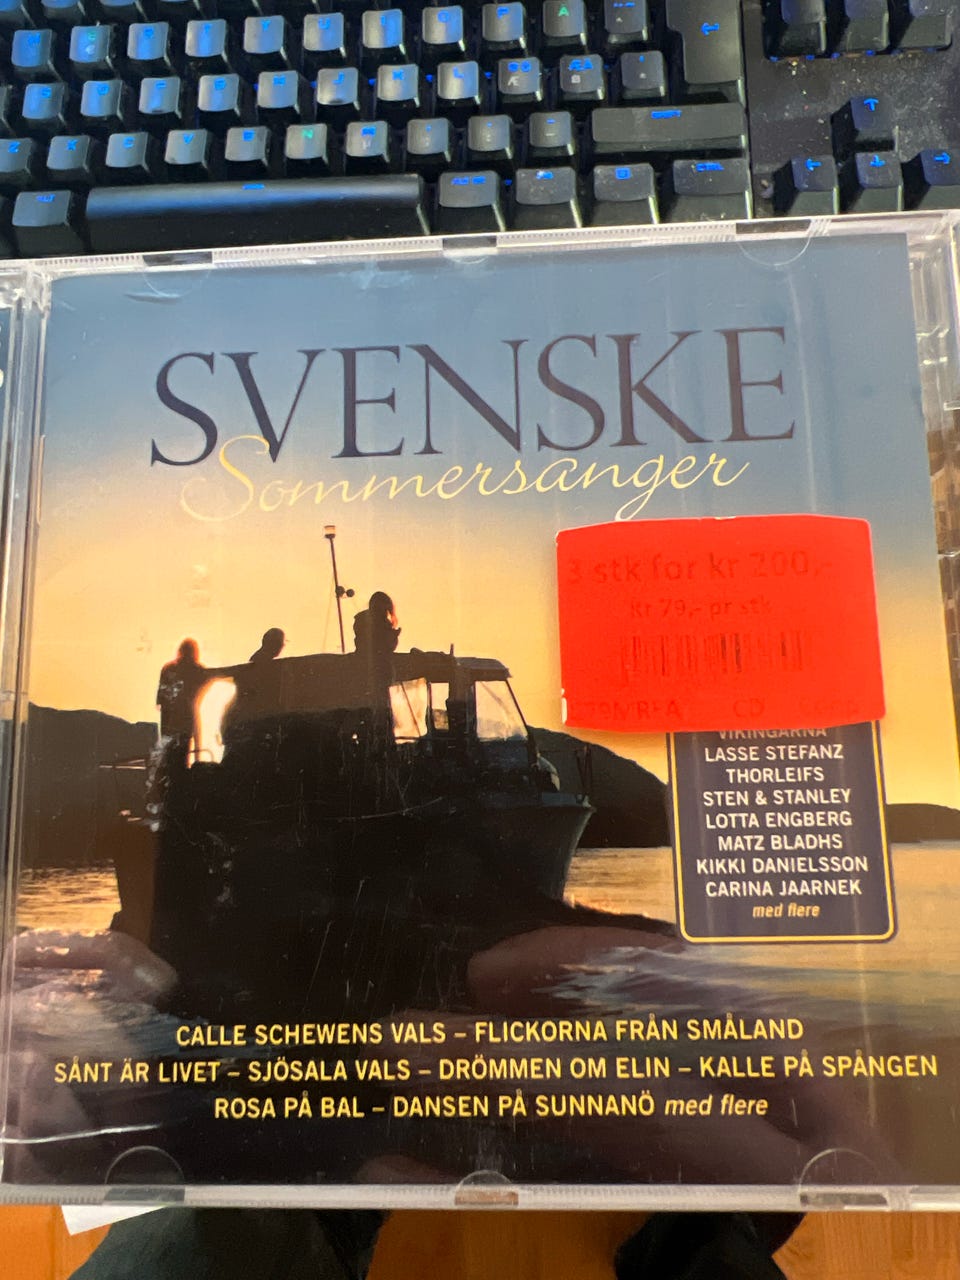 SVENSKE
Sommersanger
3 stk for kr 200,-
Kr 79,- pr stk
CD
VIKINGARNA
LASSE STEFANZ
THORLEIFS
STEN & STANLEY
LOTTA ENGBERG
MATZ BLADHS
KIKKI DANIELSSON
CARINA JAARNEK
med flere
CALLE SCHEWENS VALS – FLICKORNA FRÅN SMÅLAND
SÅNT ÄR LIVET – SJÖSALA VALS – DRÖMMEN OM ELIN – KALLE PÅ SPÅNGEN
ROSA PÅ BAL – DANSEN PÅ SUNNANÖ med flere